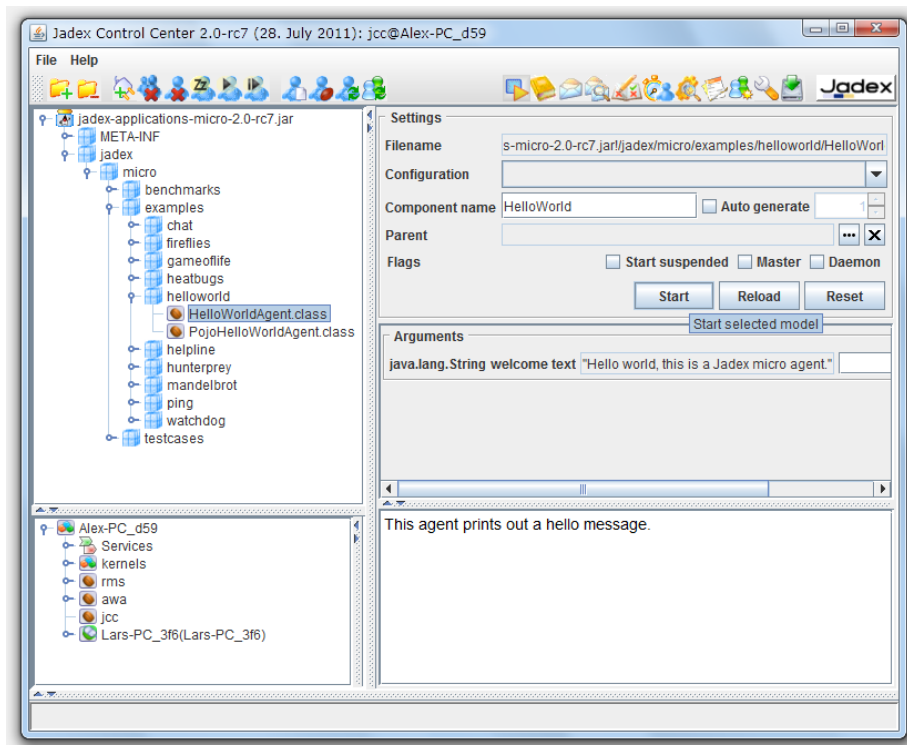 Jadex Control Center 2.0-rc7 (28. July 2011): jcc@Alex-PC_d59
File Help
Jadex
jadex-applications-micro-2.0-rc7.jar
META-INF
jadex
micro
benchmarks
examples
chat
fireflies
gameoflife
heatbugs
helloworld
HelloWorldAgent.class
PojoHelloWorldAgent.class
helpline
hunterprey
mandelbrot
ping
watchdog
testcases
Alex-PC_d59
Services
kernels
rms
awa
jcc
Lars-PC_3f6(Lars-PC_3f6)
Settings
Filename s-micro-2.0-rc7.jar!/jadex/micro/examples/helloworld/HelloWorl
Configuration
Component name HelloWorld Auto generate 1
Parent ... X
Flags Start suspended Master Daemon
Start Reload Reset
Start selected model
Arguments
java.lang.String welcome text "Hello world, this is a Jadex micro agent."
This agent prints out a hello message.